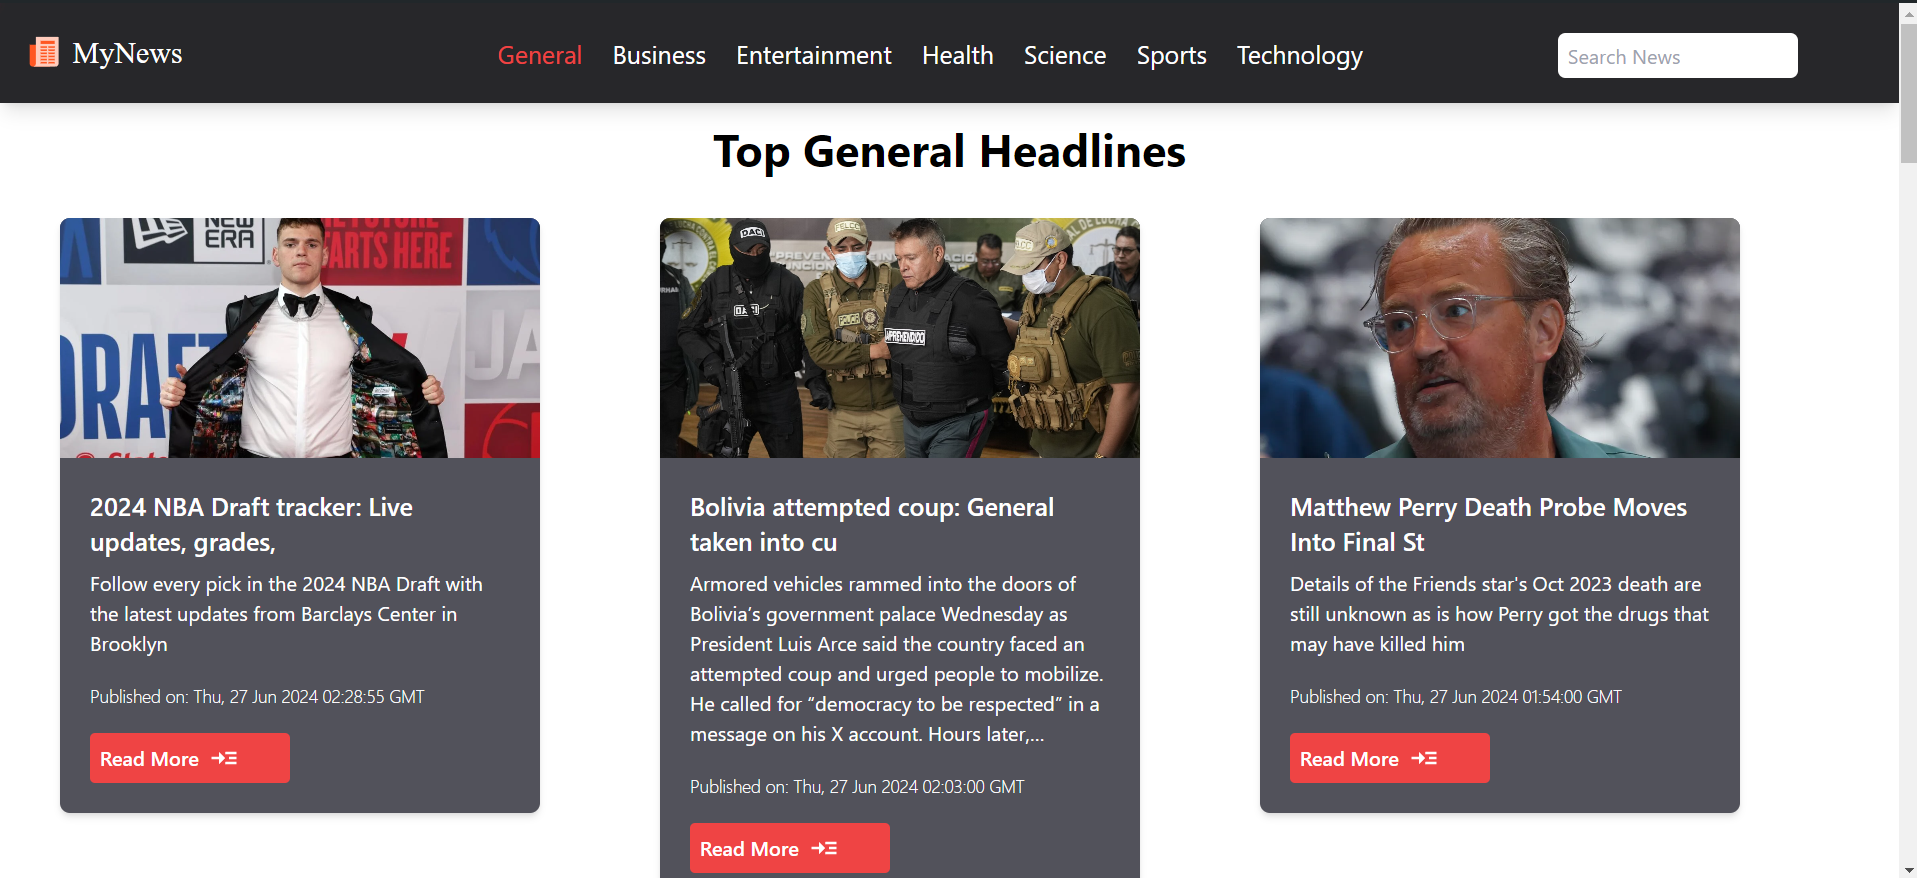 MyNews
General Business Entertainment Health Science Sports Technology
Search News
Top General Headlines
NEW
ERA
ARTS HERE
DRAF
JA
DACI
FELCC
DE LUCHA C
DACI
APREHENDIDO
2024 NBA Draft tracker: Live
updates, grades,
Follow every pick in the 2024 NBA Draft with
the latest updates from Barclays Center in
Brooklyn
Published on: Thu, 27 Jun 2024 02:28:55 GMT
Read More
Bolivia attempted coup: General
taken into cu
Armored vehicles rammed into the doors of
Bolivia’s government palace Wednesday as
President Luis Arce said the country faced an
attempted coup and urged people to mobilize.
He called for “democracy to be respected” in a
message on his X account. Hours later,...
Published on: Thu, 27 Jun 2024 02:03:00 GMT
Read More
Matthew Perry Death Probe Moves
Into Final St
Details of the Friends star's Oct 2023 death are
still unknown as is how Perry got the drugs that
may have killed him
Published on: Thu, 27 Jun 2024 01:54:00 GMT
Read More